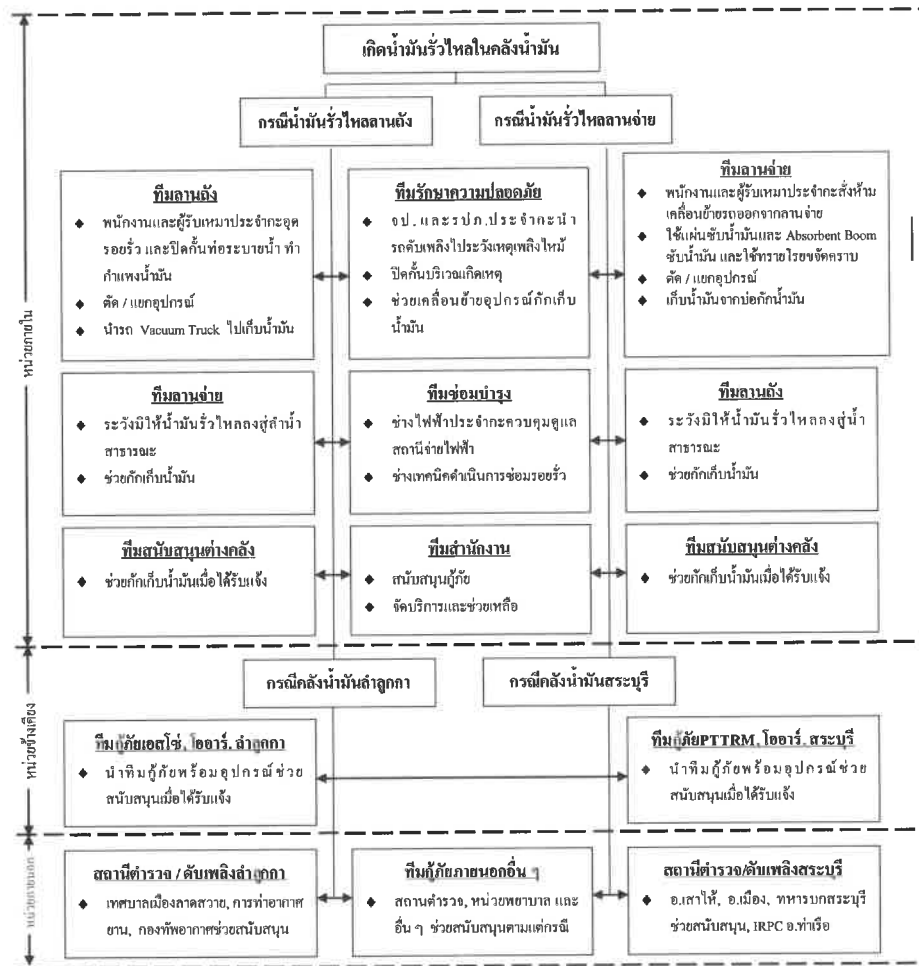 เกิดน้ำมันรั่วไหลในคลังน้ำมัน
กรณีน้ำมันรั่วไหลลานถัง
กรณีน้ำมันรั่วไหลลานจ่าย
หน่วยภายใน
ทีมลานถัง
◆ พนักงานและผู้รับเหมาประจำกะอุด
รอยรั่ว และปิดกั้นท่อระบายน้ำ ทำ
กำแพงน้ำมัน
◆ ตัด / แยกอุปกรณ์
◆ นำรถ Vacuum Truck ไปเก็บน้ำมัน
ทีมรักษาความปลอดภัย
◆ จป. และรปภ.ประจำกะนำ
รถดับเพลิงไประวังเหตุเพลิงไหม้
◆ ปิดกั้นบริเวณเกิดเหตุ
◆ ช่วยเคลื่อนย้ายอุปกรณ์กักเก็บ
น้ำมัน
ทีมลานจ่าย
◆ พนักงานและผู้รับเหมาประจำกะสั่งห้าม
เคลื่อนย้ายรถออกจากลานจ่าย
◆ ใช้แผ่นซับน้ำมันและ Absorbent Boom
ซับน้ำมัน และใช้ทรายโรยขจัดคราบ
◆ ตัด / แยกอุปกรณ์
◆ เก็บน้ำมันจากบ่อกักน้ำมัน
ทีมลานจ่าย
◆ ระวังมิให้น้ำมันรั่วไหลลงสู่ลำน้ำ
สาธารณะ
◆ ช่วยกักเก็บน้ำมัน
ทีมซ่อมบำรุง
◆ ช่างไฟฟ้าประจำกะควบคุมดูแล
สถานีจ่ายไฟฟ้า
◆ ช่างเทคนิคดำเนินการซ่อมรอยรั่ว
ทีมลานถัง
◆ ระวังมิให้น้ำมันรั่วไหลลงสู่น้ำ
สาธารณะ
◆ ช่วยกักเก็บน้ำมัน
ทีมสนับสนุนต่างคลัง
◆ ช่วยกักเก็บน้ำมันเมื่อได้รับแจ้ง
ทีมสำนักงาน
◆ สนับสนุนกู้ภัย
◆ จัดบริการและช่วยเหลือ
ทีมสนับสนุนต่างคลัง
◆ ช่วยกักเก็บน้ำมันเมื่อได้รับแจ้ง
หน่วยข้างเคียง
กรณีคลังน้ำมันลำลูกกา
กรณีคลังน้ำมันสระบุรี
ทีมกู้ภัยเอสโซ่, โออาร์. ลำลูกกา
◆ นำทีมกู้ภัยพร้อมอุปกรณ์ช่วย
สนับสนุนเมื่อได้รับแจ้ง
ทีมกู้ภัยPTTRM, โออาร์. สระบุรี
◆ นำทีมกู้ภัยพร้อมอุปกรณ์ช่วย
สนับสนุนเมื่อได้รับแจ้ง
หน่วยภายนอก
สถานีตำรวจ / ดับเพลิงลำลูกกา
◆ เทศบาลเมืองลาดสวาย, การท่าอากาศ
ยาน, กองทัพอากาศช่วยสนับสนุน
ทีมกู้ภัยภายนอกอื่น ๆ
◆ สถานตำรวจ, หน่วยพยาบาล และ
อื่น ๆ ช่วยสนับสนุนตามแต่กรณี
สถานีตำรวจ/ดับเพลิงสระบุรี
◆ อ.เสาไห้, อ.เมือง, ทหารบกสระบุรี
ช่วยสนับสนุน, IRPC อ.ท่าเรือ